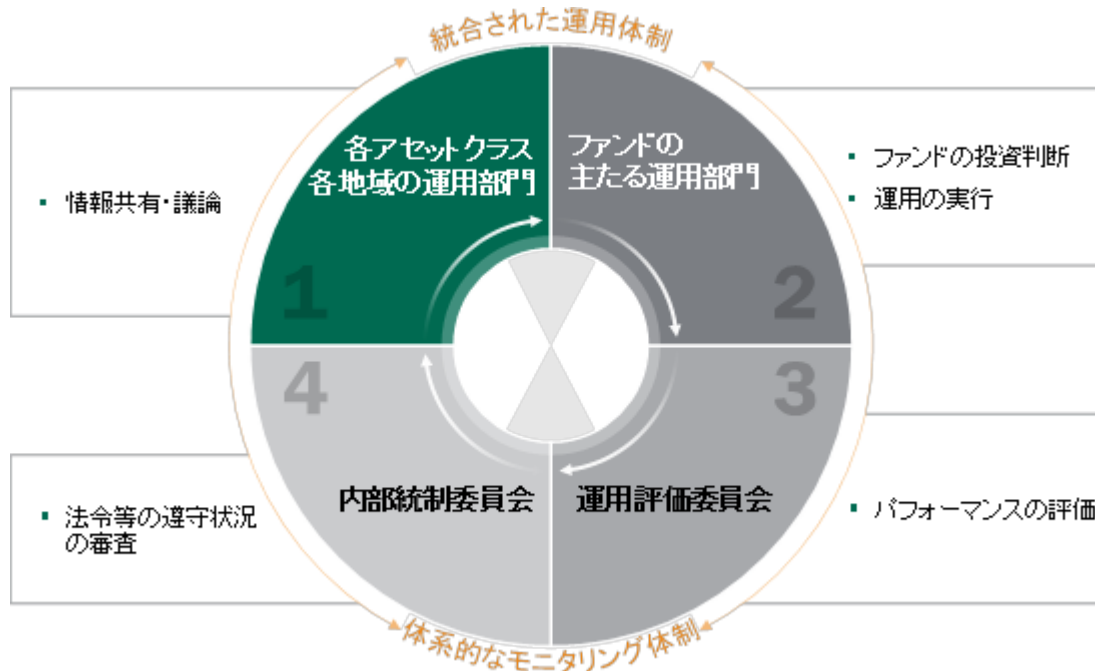 統合された運用体制
各アセットクラス
各地域の運用部門
1
▪ 情報共有・議論
ファンドの
主たる運用部門
2
▪ ファンドの投資判断
▪ 運用の実行
4
内部統制委員会
▪ 法令等の遵守状況
の審査
3
運用評価委員会
▪ パフォーマンスの評価
体系的なモニタリング体制